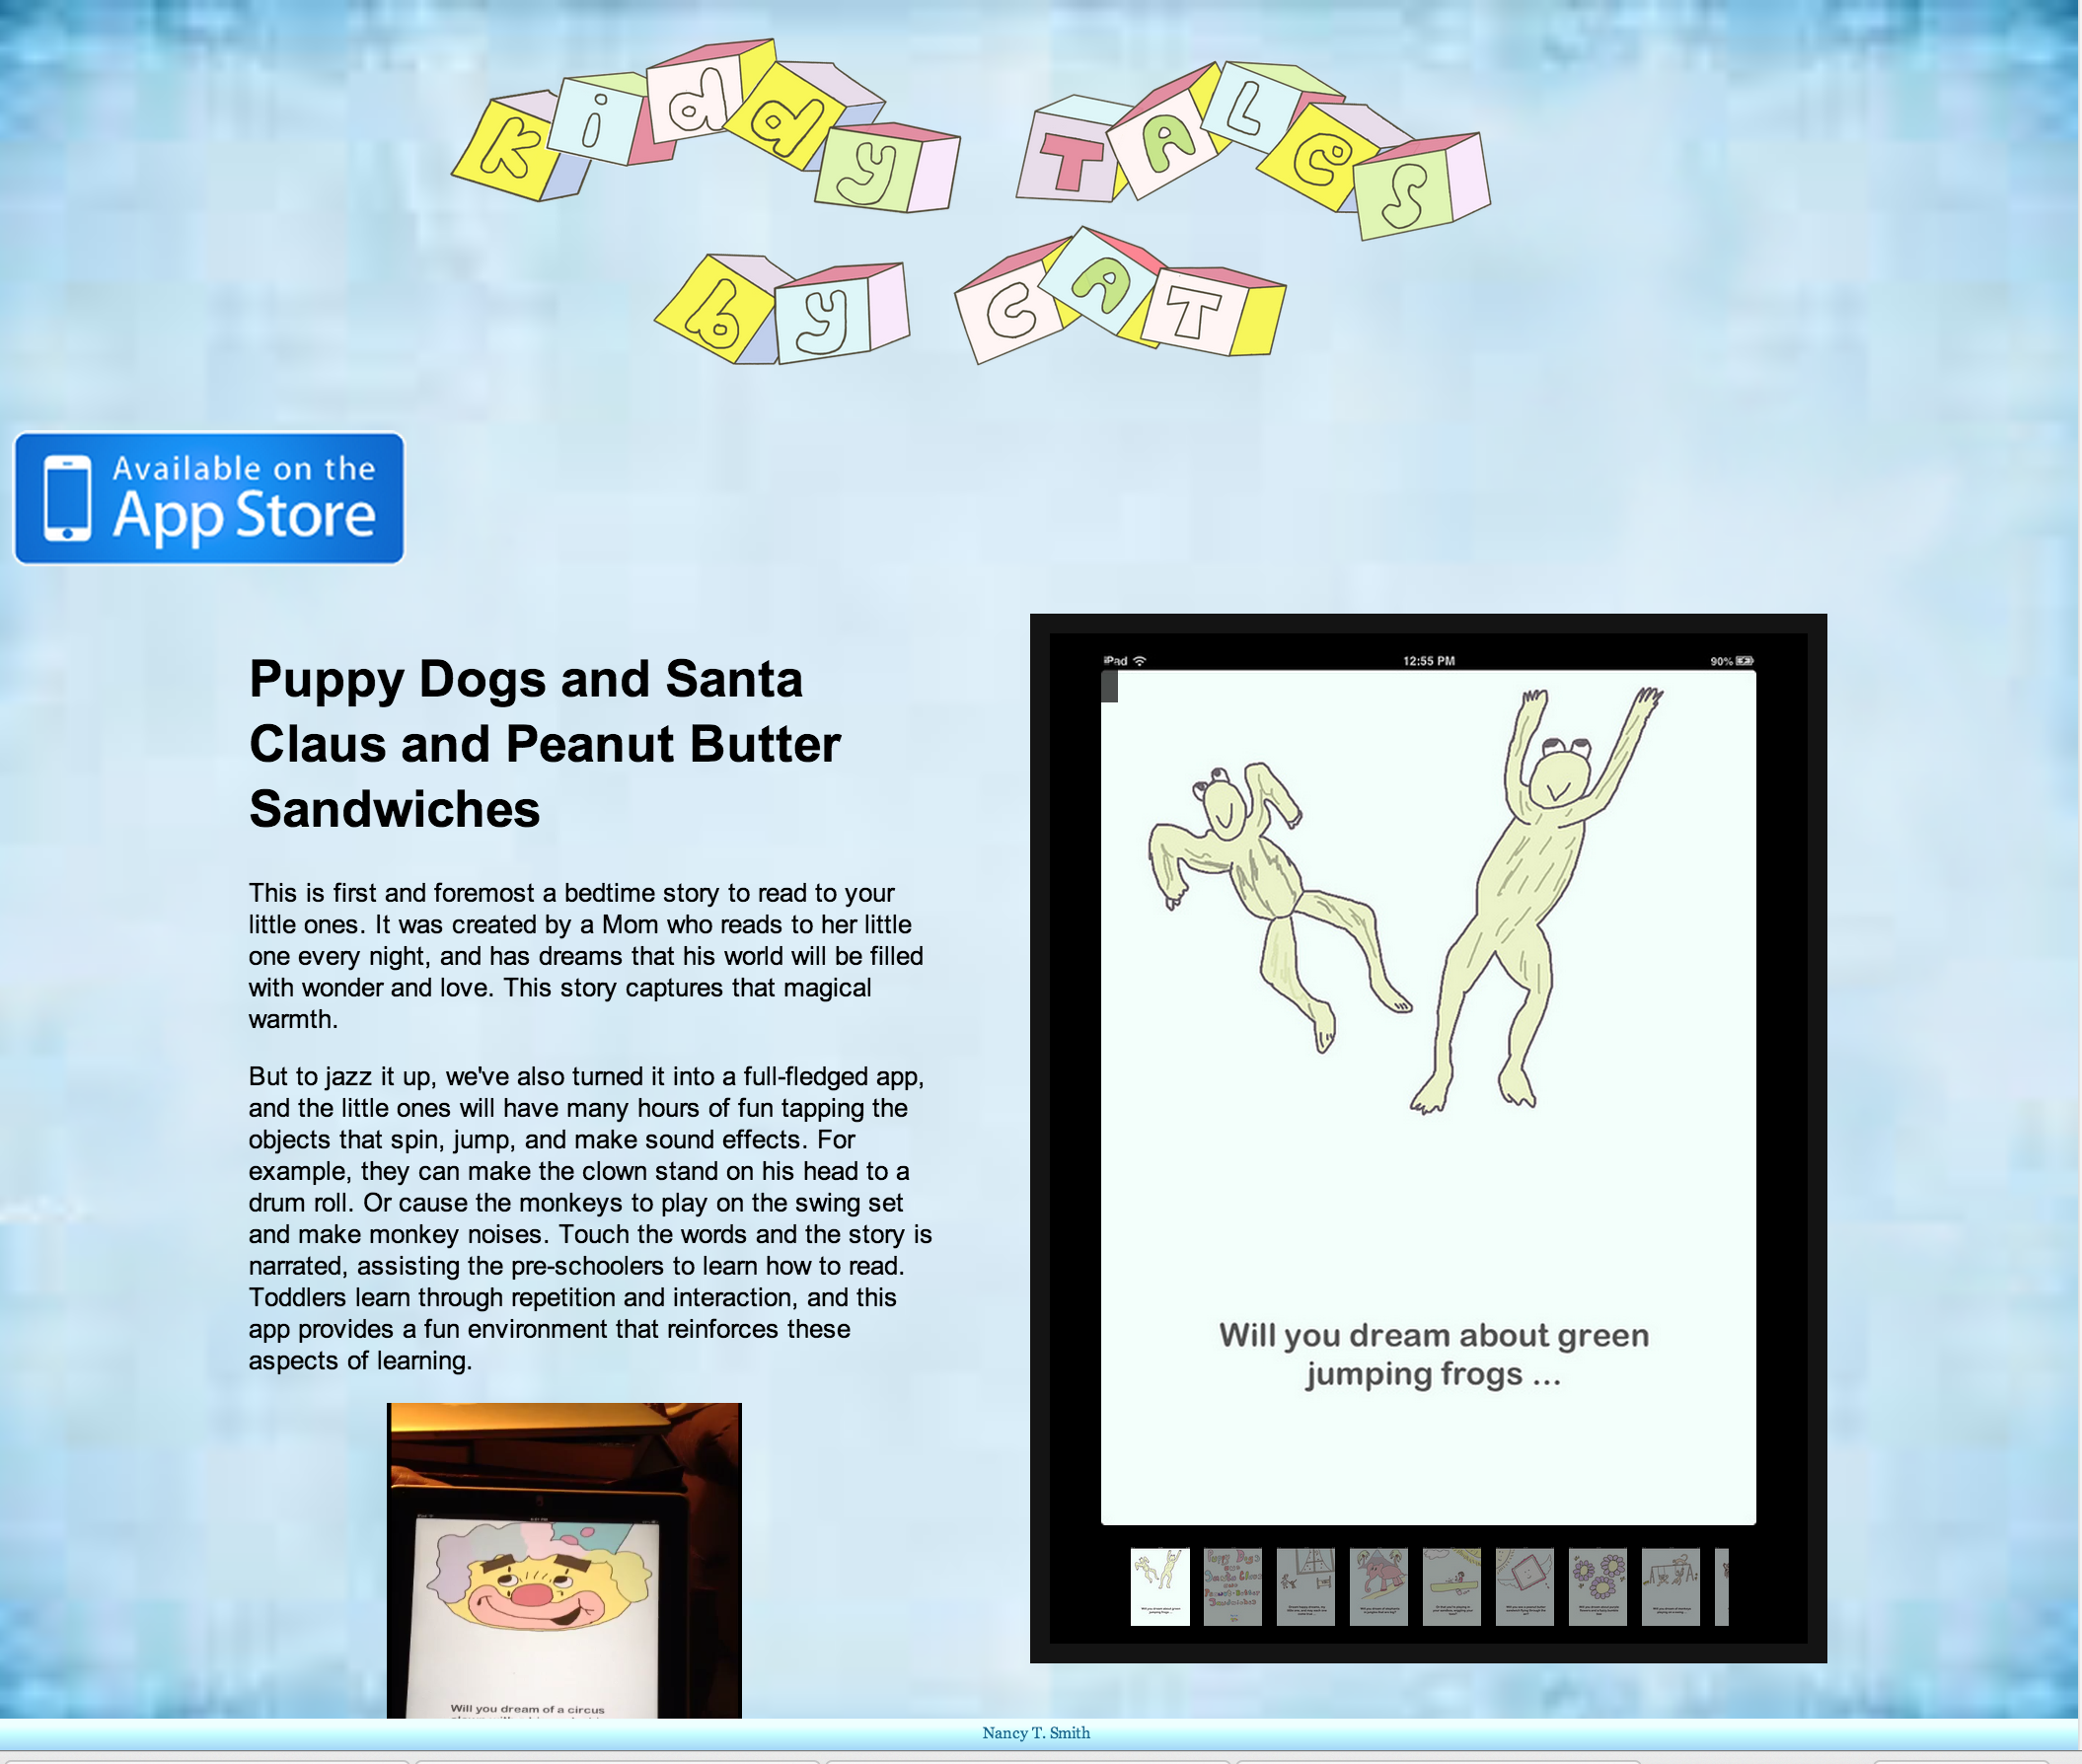 kiddy TALeS
by CAT
Available on the
App Store
Puppy Dogs and Santa
Claus and Peanut Butter
Sandwiches
This is first and foremost a bedtime story to read to your
little ones. It was created by a Mom who reads to her little
one every night, and has dreams that his world will be filled
with wonder and love. This story captures that magical
warmth.
But to jazz it up, we've also turned it into a full-fledged app,
and the little ones will have many hours of fun tapping the
objects that spin, jump, and make sound effects. For
example, they can make the clown stand on his head to a
drum roll. Or cause the monkeys to play on the swing set
and make monkey noises. Touch the words and the story is
narrated, assisting the pre-schoolers to learn how to read.
Toddlers learn through repetition and interaction, and this
app provides a fun environment that reinforces these
aspects of learning.
Will you dream of a circus
iPad 12:55 PM 90%
Will you dream about green
jumping frogs ...
Puppy Dogs
and
Santa Claus
and
Peanut Butter
Sandwiches
Nancy T. Smith